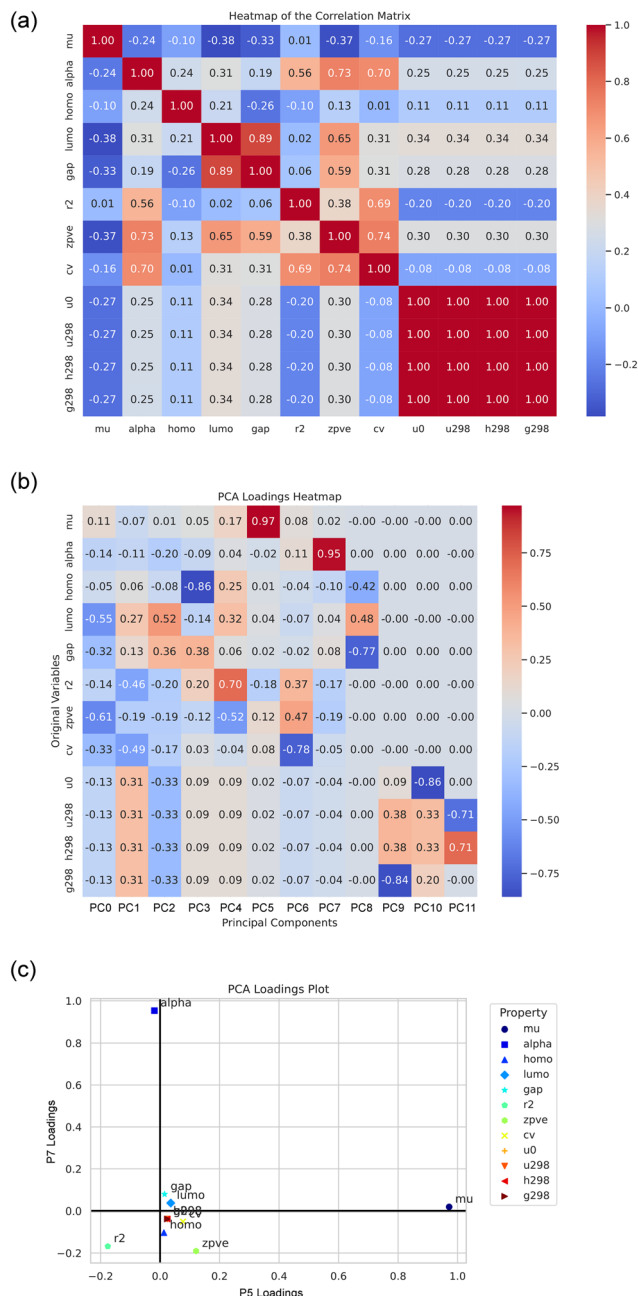 (a)
Heatmap of the Correlation Matrix
mu 1.00 -0.24 -0.10 -0.38 -0.33 0.01 -0.37 -0.16 -0.27 -0.27 -0.27 -0.27
alpha -0.24 1.00 0.24 0.31 0.19 0.56 0.73 0.70 0.25 0.25 0.25 0.25
homo -0.10 0.24 1.00 0.21 -0.26 -0.10 0.13 0.01 0.11 0.11 0.11 0.11
lumo -0.38 0.31 0.21 1.00 0.89 0.02 0.65 0.31 0.34 0.34 0.34 0.34
gap -0.33 0.19 -0.26 0.89 1.00 0.06 0.59 0.31 0.28 0.28 0.28 0.28
r2 0.01 0.56 -0.10 0.02 0.06 1.00 0.38 0.69 -0.20 -0.20 -0.20 -0.20
zpve -0.37 0.73 0.13 0.65 0.59 0.38 1.00 0.74 0.30 0.30 0.30 0.30
cv -0.16 0.70 0.01 0.31 0.31 0.69 0.74 1.00 -0.08 -0.08 -0.08 -0.08
u0 -0.27 0.25 0.11 0.34 0.28 -0.20 0.30 -0.08 1.00 1.00 1.00 1.00
u298 -0.27 0.25 0.11 0.34 0.28 -0.20 0.30 -0.08 1.00 1.00 1.00 1.00
h298 -0.27 0.25 0.11 0.34 0.28 -0.20 0.30 -0.08 1.00 1.00 1.00 1.00
g298 -0.27 0.25 0.11 0.34 0.28 -0.20 0.30 -0.08 1.00 1.00 1.00 1.00
mu alpha homo lumo gap r2 zpve cv u0 u298 h298 g298
1.0
0.8
0.6
0.4
0.2
0.0
−0.2
(b)
PCA Loadings Heatmap
Original Variables
mu 0.11 -0.07 0.01 0.05 0.17 0.97 0.08 0.02 -0.00 -0.00 -0.00 0.00
alpha -0.14 -0.11 -0.20 -0.09 0.04 -0.02 0.11 0.95 0.00 0.00 0.00 0.00
homo -0.05 0.06 -0.08 -0.86 0.25 0.01 -0.04 -0.10 -0.42 0.00 0.00 0.00
lumo -0.55 0.27 0.52 -0.14 0.32 0.04 -0.07 0.04 0.48 -0.00 -0.00 -0.00
gap -0.32 0.13 0.36 0.38 0.06 0.02 -0.02 0.08 -0.77 0.00 0.00 0.00
r2 -0.14 -0.46 -0.20 0.20 0.70 -0.18 0.37 -0.17 -0.00 -0.00 -0.00 0.00
zpve -0.61 -0.19 -0.19 -0.12 -0.52 0.12 0.47 -0.19 0.00 -0.00 -0.00 0.00
cv -0.33 -0.49 -0.17 0.03 -0.04 0.08 -0.78 -0.05 0.00 0.00 0.00 0.00
u0 -0.13 0.31 -0.33 0.09 0.09 0.02 -0.07 -0.04 -0.00 0.09 -0.86 0.00
u298 -0.13 0.31 -0.33 0.09 0.09 0.02 -0.07 -0.04 -0.00 0.38 0.33 -0.71
h298 -0.13 0.31 -0.33 0.09 0.09 0.02 -0.07 -0.04 -0.00 0.38 0.33 0.71
g298 -0.13 0.31 -0.33 0.09 0.09 0.02 -0.07 -0.04 -0.00 -0.84 0.20 -0.00
PC0 PC1 PC2 PC3 PC4 PC5 PC6 PC7 PC8 PC9 PC10 PC11
Principal Components
0.75
0.50
0.25
0.00
−0.25
−0.50
−0.75
(c)
PCA Loadings Plot
P7 Loadings
1.0
0.8
0.6
0.4
0.2
0.0
−0.2
alpha
gap
lumo
g298
cv
homo
r2
zpve
mu
−0.2 0.0 0.2 0.4 0.6 0.8 1.0
P5 Loadings
Property
mu
alpha
homo
lumo
gap
r2
zpve
cv
u0
u298
h298
g298